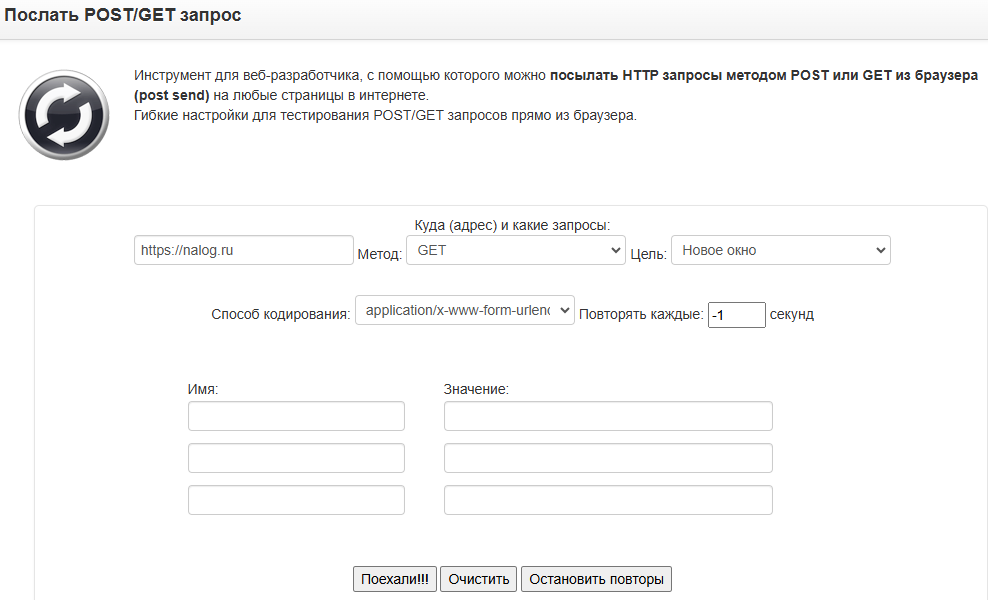 Послать POST/GET запрос
Инструмент для веб-разработчика, с помощью которого можно посылать HTTP запросы методом POST или GET из браузера
(post send) на любые страницы в интернете.
Гибкие настройки для тестирования POST/GET запросов прямо из браузера.
Куда (адрес) и какие запросы:
https://nalog.ru Метод: GET Цель: Новое окно
Способ кодирования: application/x-www-form-urlenc Повторять каждые: -1 секунд
Имя: Значение:
Поехали!!! Очистить Остановить повторы